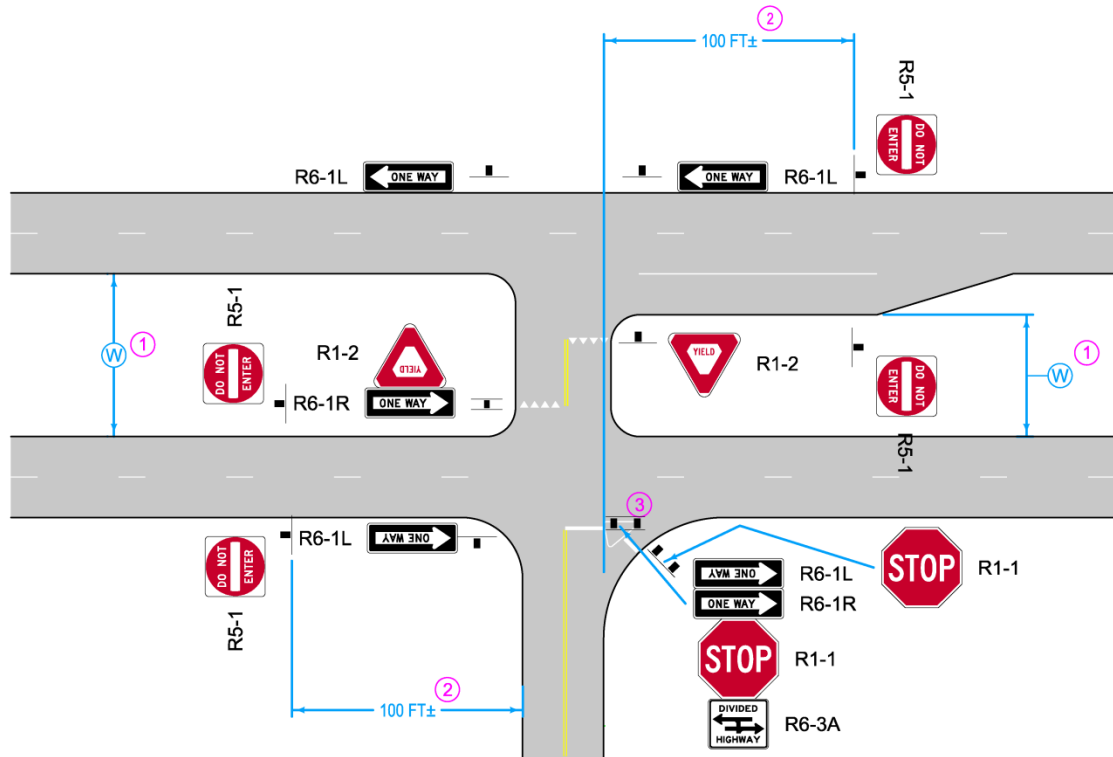 2
100 FT±
R5-1
DO NOT
ENTER
R6-1L
ONE WAY
ONE WAY
R6-1L
R5-1
DO NOT
ENTER
W
1
R1-2
YIELD
R6-1R
ONE WAY
YIELD
R1-2
DO NOT
ENTER
R5-1
W
1
3
R6-1L
ONE WAY
DO NOT
ENTER
R5-1
ONE WAY
R6-1L
ONE WAY
R6-1R
STOP
R1-1
STOP
R1-1
DIVIDED
HIGHWAY
R6-3A
2
100 FT±